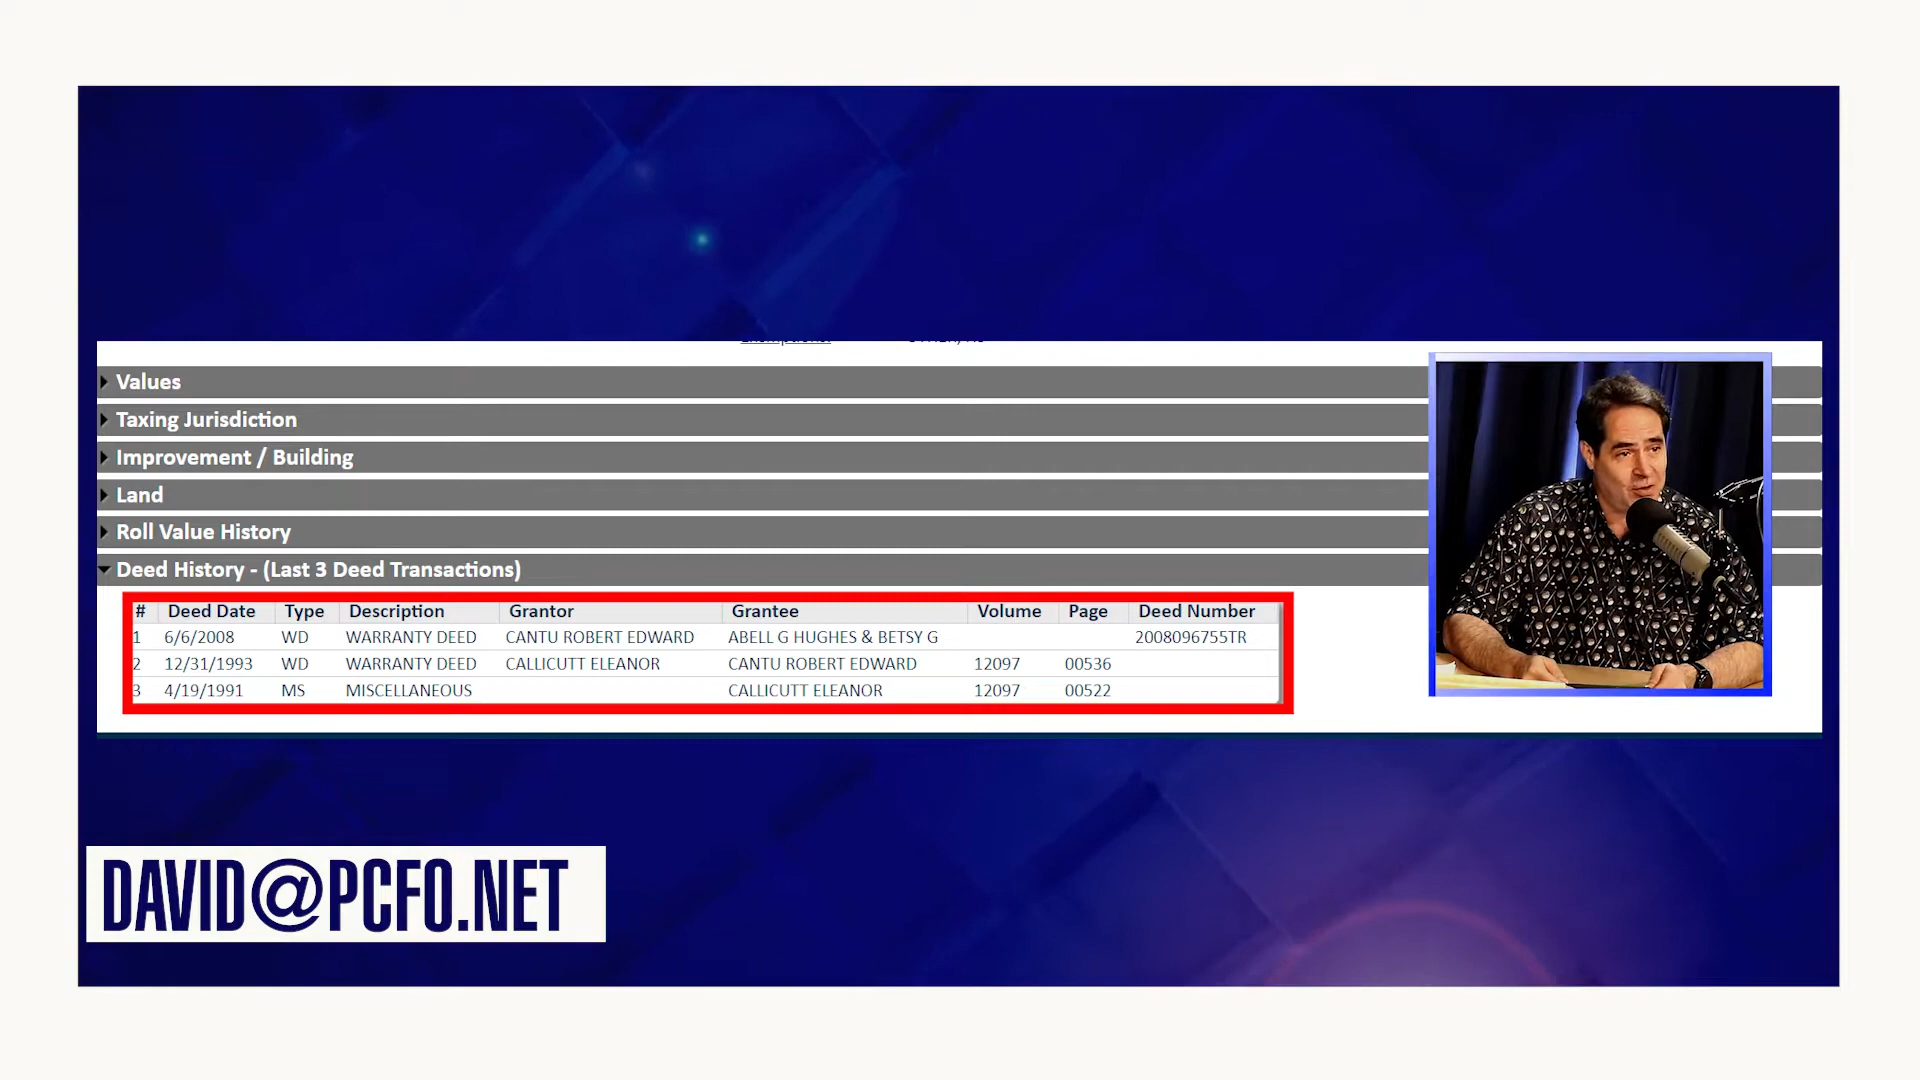 Values
Taxing Jurisdiction
Improvement / Building
Land
Roll Value History
Deed History - (Last 3 Deed Transactions)
# Deed Date Type Description Grantor Grantee Volume Page Deed Number
1 6/6/2008 WD WARRANTY DEED CANTU ROBERT EDWARD ABELL G HUGHES & BETSY G 2008096755TR
2 12/31/1993 WD WARRANTY DEED CALLICUTT ELEANOR CANTU ROBERT EDWARD 12097 00536
3 4/19/1991 MS MISCELLANEOUS CALLICUTT ELEANOR 12097 00522
DAVID@PCFO.NET